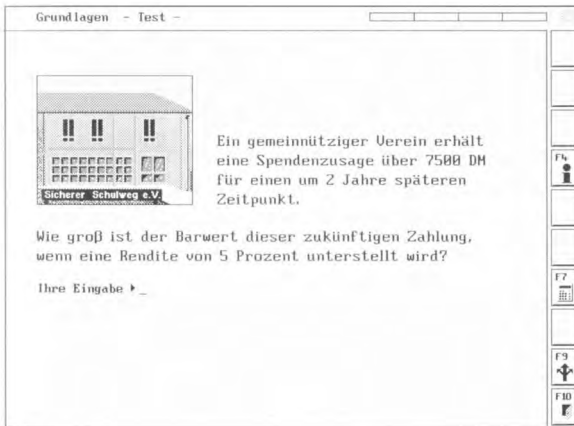 Grundlagen - Test -
Ein gemeinnütziger Verein erhält
eine Spendenzusage über 7500 DM
für einen um 2 Jahre späteren
Zeitpunkt.
Sicherer Schulweg e.V.
Wie groß ist der Barwert dieser zukünftigen Zahlung,
wenn eine Rendite von 5 Prozent unterstellt wird?
Ihre Eingabe
F4
F7
F9
F10